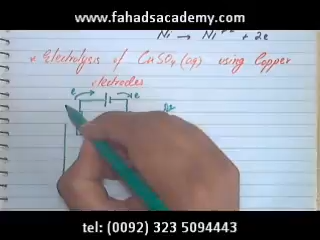 www.fahadsacademy.com
Ni → Ni²⁺ + 2e
* Electrolysis of CuSO₄ (aq) using Copper
electrodes
e e
tel: (0092) 323 5094443